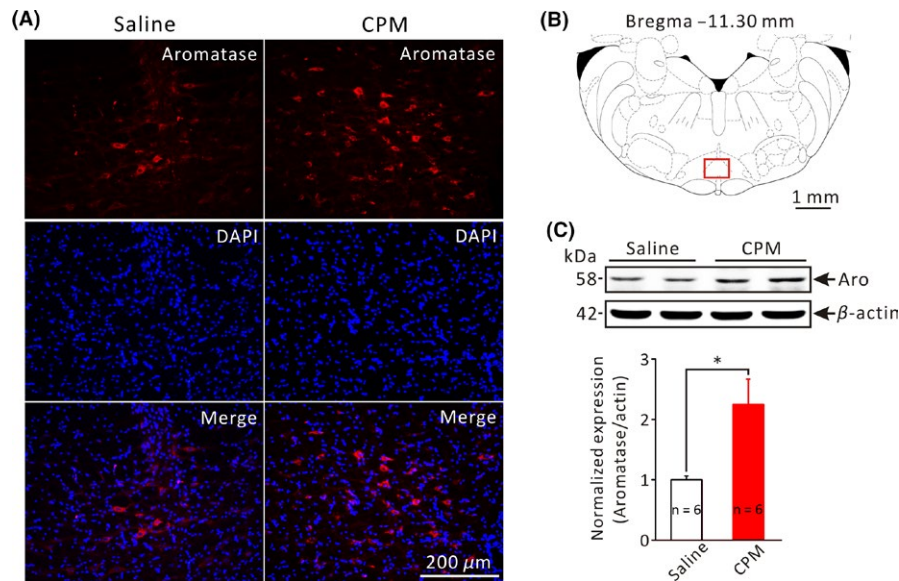 (A)
Saline CPM
Aromatase Aromatase
DAPI DAPI
Merge Merge
200 μm
(B)
Bregma −11.30 mm
1 mm
(C)
Saline CPM
kDa
58- Aro
42- β-actin
Normalized expression
(Aromatase/actin)
3
2
1
0
*
n = 6 n = 6
Saline CPM